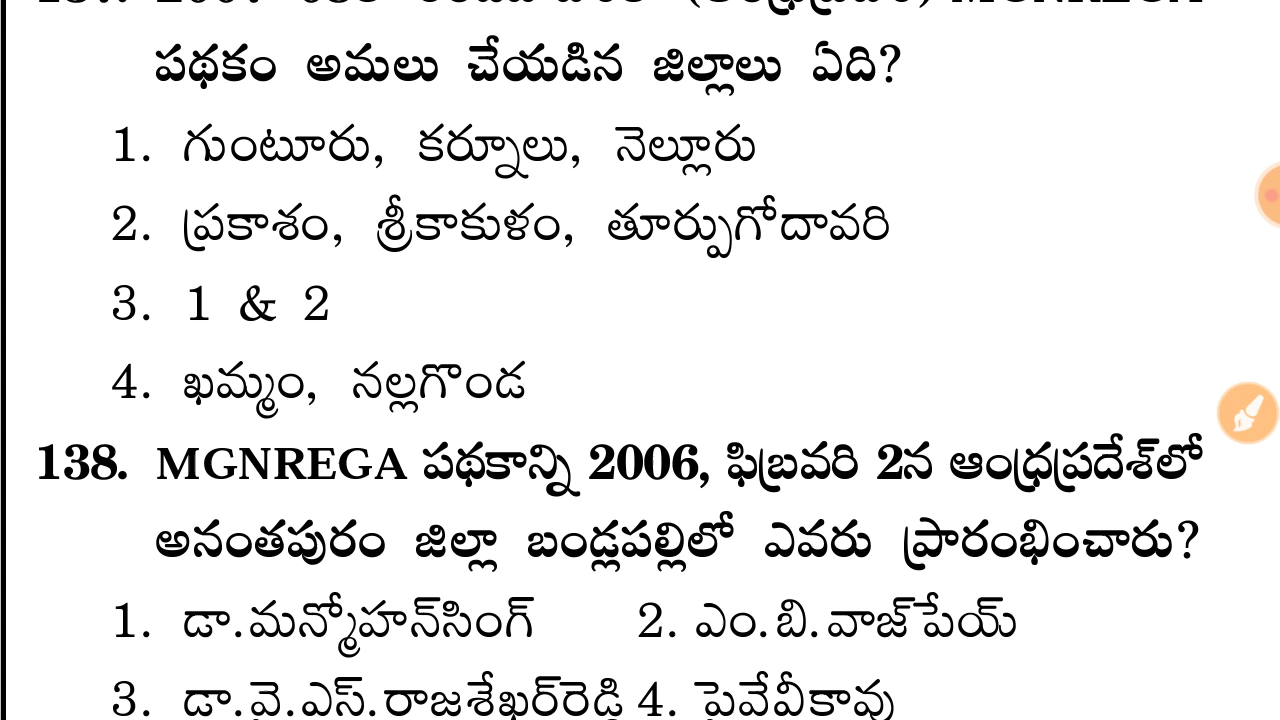 పథకం అమలు చేయడిన జిల్లాలు ఏది?
1. గుంటూరు, కర్నూలు, నెల్లూరు
2. ప్రకాశం, శ్రీకాకుళం, తూర్పుగోదావరి
3. 1 & 2
4. ఖమ్మం, నల్లగొండ
138. MGNREGA పథకాన్ని 2006, ఫిబ్రవరి 2న ఆంధ్రప్రదేశ్‌లో
అనంతపురం జిల్లా బండ్లపల్లిలో ఎవరు ప్రారంభించారు?
1. డా.మన్మోహన్‌సింగ్ 2. ఎం.బి.వాజ్‌పేయ్
3. డా.వై.ఎస్.రాజశేఖర్‌రెడ్డి 4. పైవేవీకావు